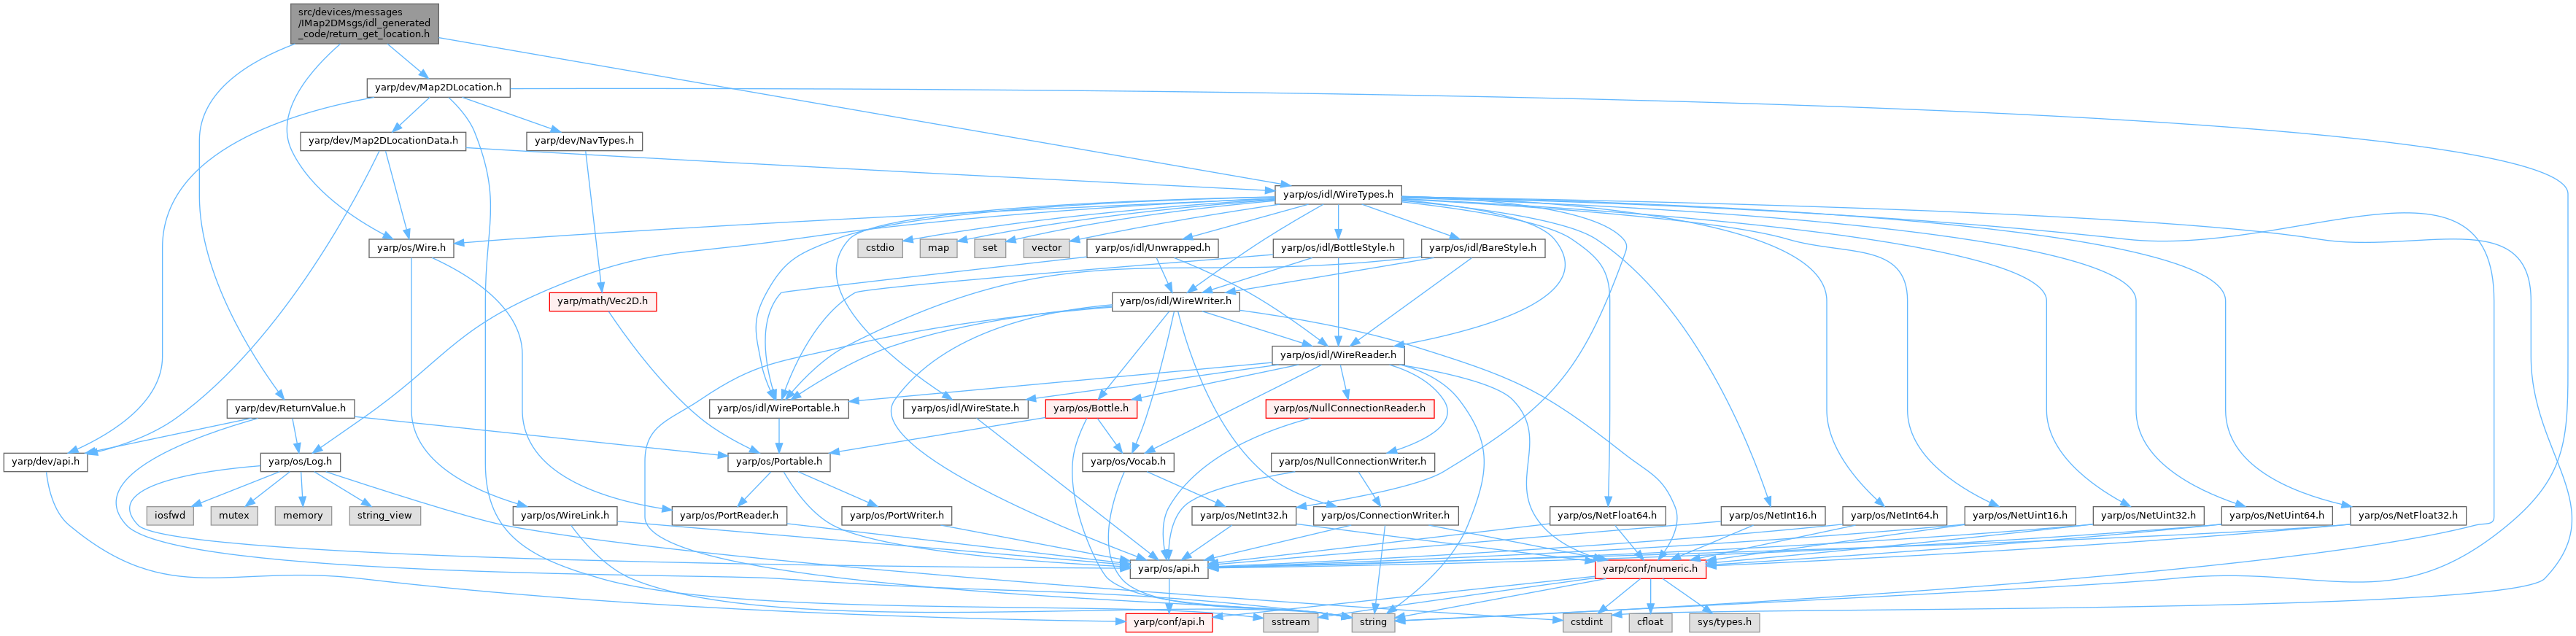 src/devices/messages
/IMap2DMsgs/idl_generated
_code/return_get_location.h
yarp/dev/Map2DLocation.h
yarp/dev/Map2DLocationData.h
yarp/dev/NavTypes.h
yarp/os/idl/WireTypes.h
yarp/os/Wire.h
cstdio
map
set
vector
yarp/os/idl/Unwrapped.h
yarp/os/idl/BottleStyle.h
yarp/os/idl/BareStyle.h
yarp/math/Vec2D.h
yarp/os/idl/WireWriter.h
yarp/os/idl/WireReader.h
yarp/dev/ReturnValue.h
yarp/os/idl/WirePortable.h
yarp/os/idl/WireState.h
yarp/os/Bottle.h
yarp/os/NullConnectionReader.h
yarp/dev/api.h
yarp/os/Log.h
yarp/os/Portable.h
yarp/os/Vocab.h
yarp/os/NullConnectionWriter.h
iosfwd
mutex
memory
string_view
yarp/os/WireLink.h
yarp/os/PortReader.h
yarp/os/PortWriter.h
yarp/os/NetInt32.h
yarp/os/ConnectionWriter.h
yarp/os/NetFloat64.h
yarp/os/NetInt16.h
yarp/os/NetInt64.h
yarp/os/NetUint16.h
yarp/os/NetUint32.h
yarp/os/NetUint64.h
yarp/os/NetFloat32.h
yarp/os/api.h
yarp/conf/numeric.h
yarp/conf/api.h
sstream
string
cstdint
cfloat
sys/types.h